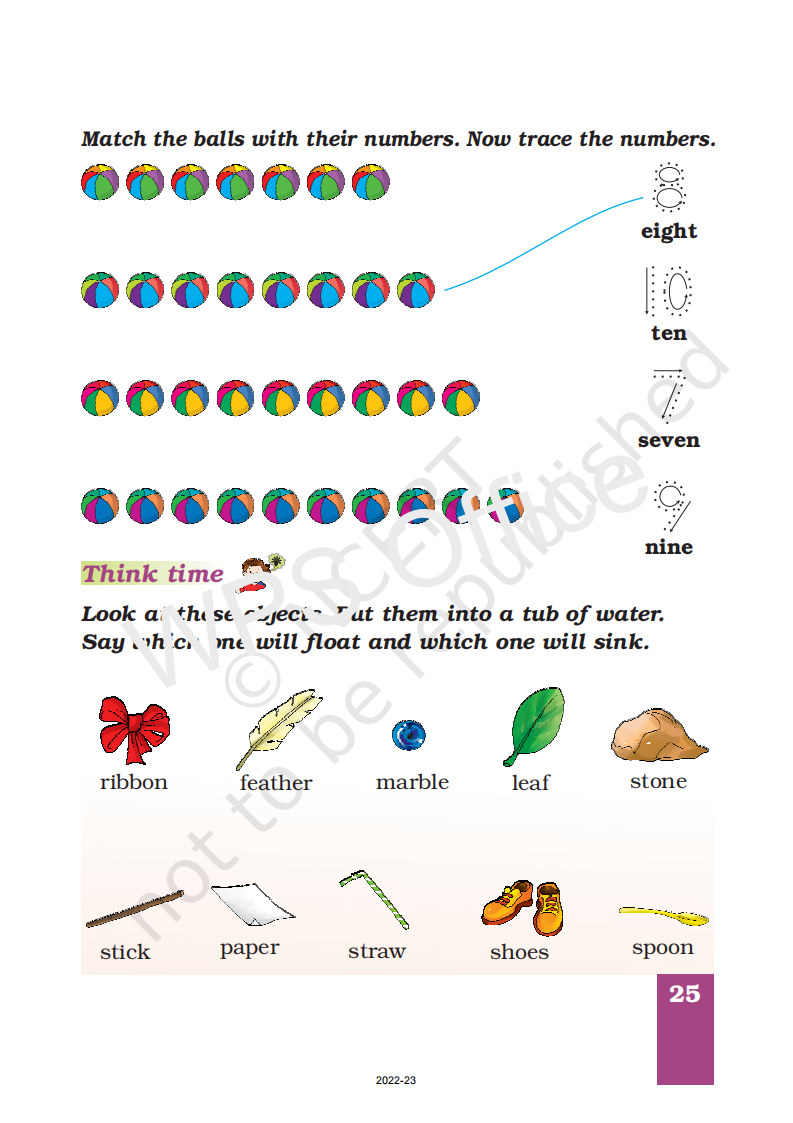 Match the balls with their numbers. Now trace the numbers.
8
eight
10
ten
7
seven
9
nine
Think time
Look at these objects. Put them into a tub of water.
Say which one will float and which one will sink.
ribbon feather marble leaf stone
stick paper straw shoes spoon
25
2022-23
WPS Office
© NCERT
not to be republished